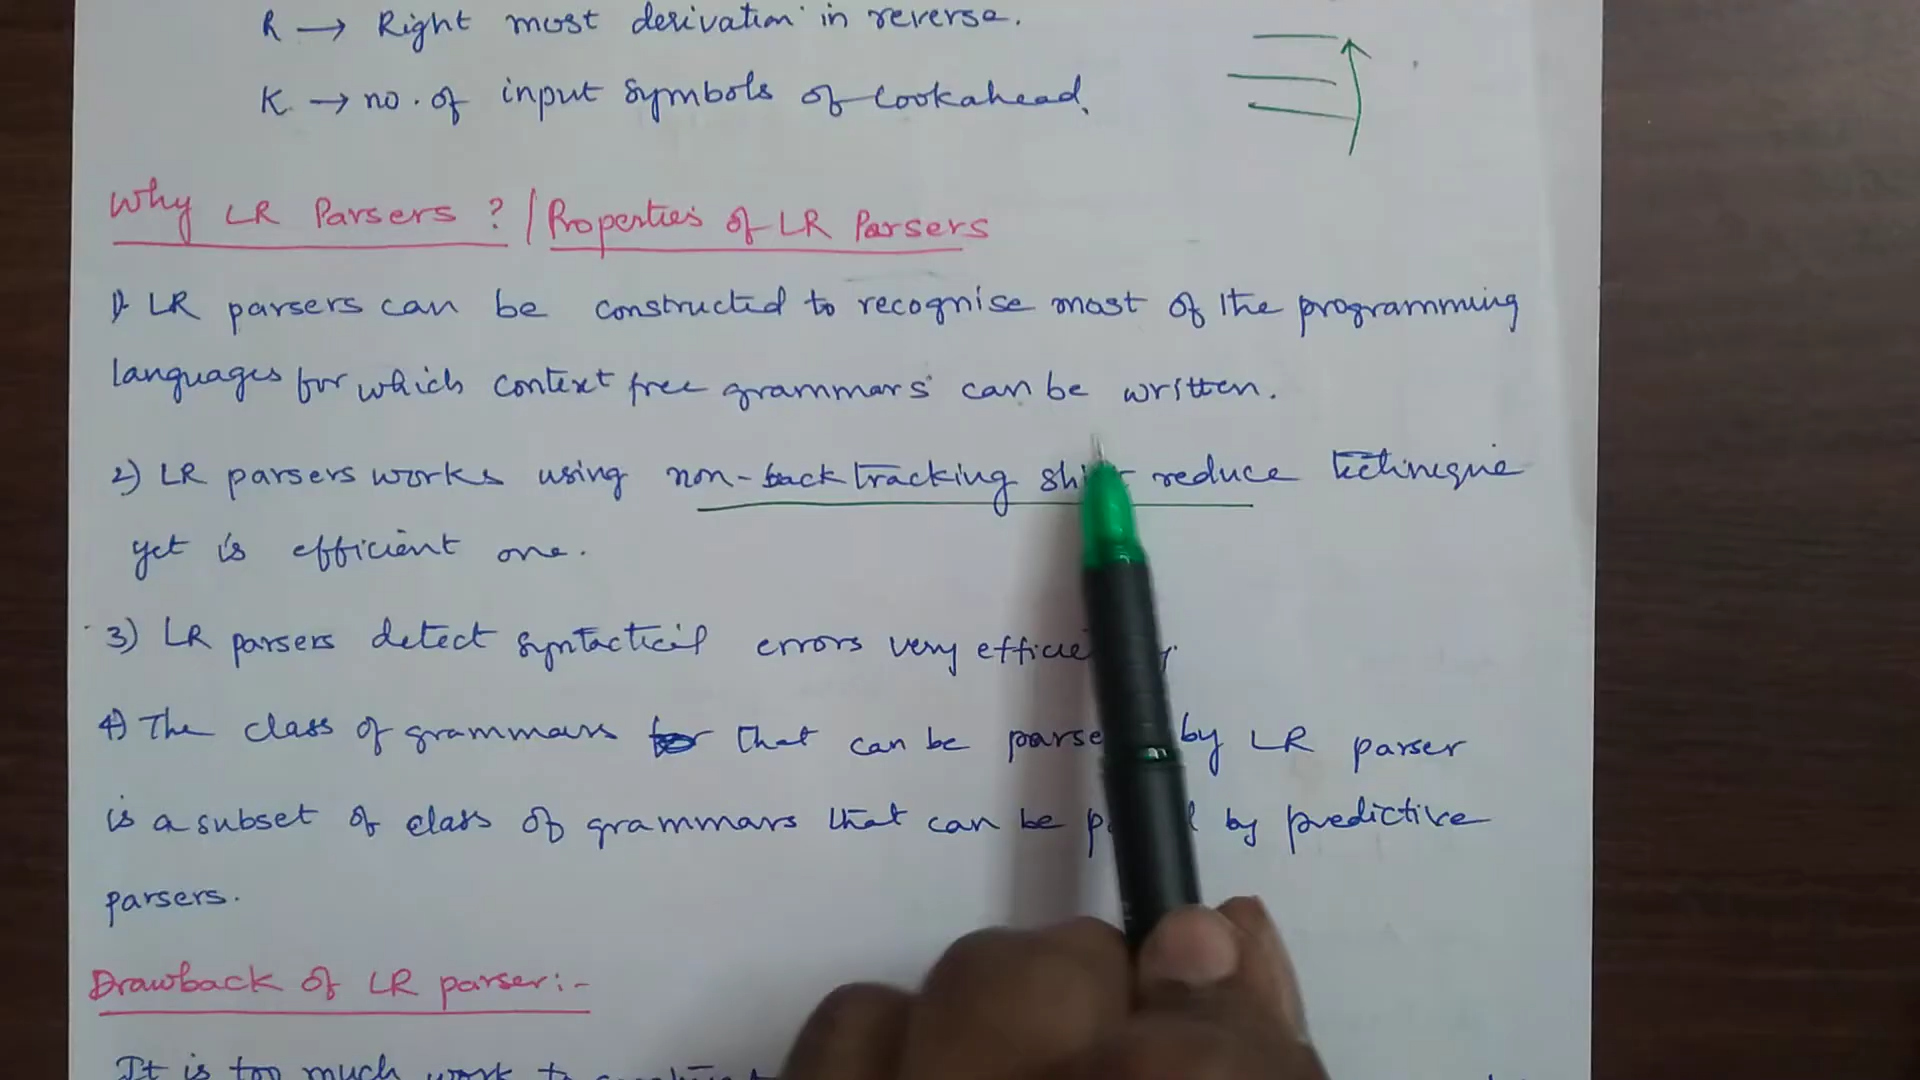 R → Right most derivation in reverse.
K → no. of input symbols of lookahead.
Why LR Parsers ? / Properties of LR Parsers
1) LR parsers can be constructed to recognise most of the programming
languages for which context free grammars can be written.
2) LR parsers works using non-backtracking reduce technique
yet is efficient one.
3) LR parsers detect syntactical errors very
4) The class of grammars that can be by LR parser
is a subset of class of grammars that can be by predictive
parsers.
Drawback of LR parser:-
It is too much work to